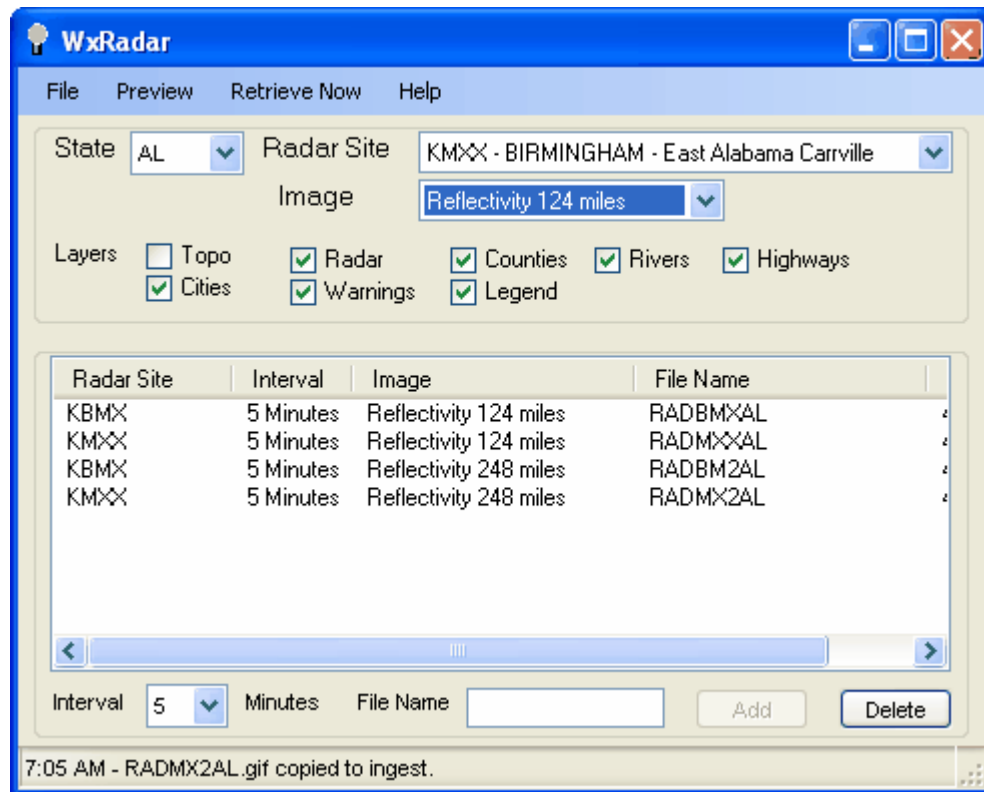 WxRadar
File Preview Retrieve Now Help
State AL Radar Site KMXX - BIRMINGHAM - East Alabama Carrville
Image Reflectivity 124 miles
Layers Topo Radar Counties Rivers Highways
Cities Warnings Legend
Radar Site Interval Image File Name
KBMX 5 Minutes Reflectivity 124 miles RADBMXAL
KMXX 5 Minutes Reflectivity 124 miles RADMXXAL
KBMX 5 Minutes Reflectivity 248 miles RADBM2AL
KMXX 5 Minutes Reflectivity 248 miles RADMX2AL
Interval 5 Minutes File Name Add Delete
7:05 AM - RADMX2AL.gif copied to ingest.